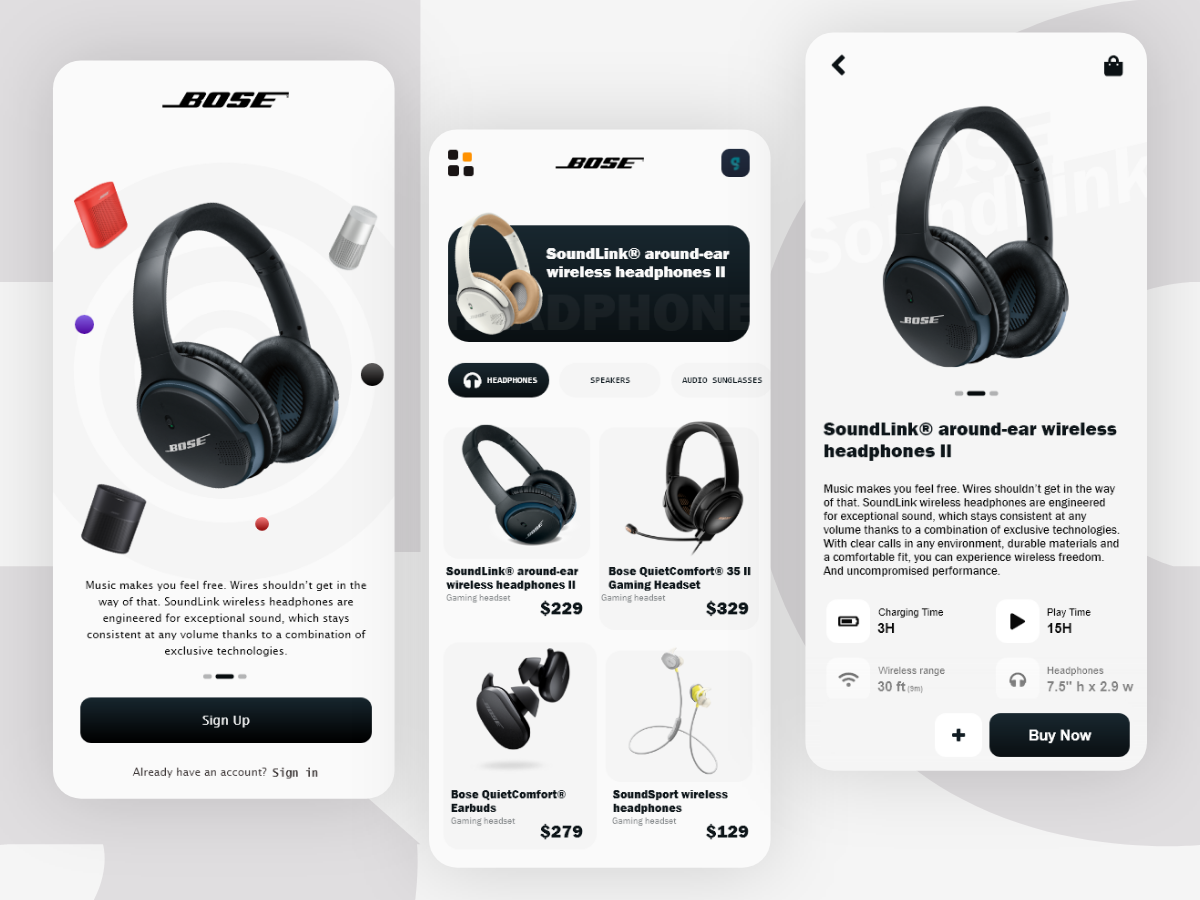 BOSE
BOSE
Music makes you feel free. Wires shouldn't get in the
way of that. SoundLink wireless headphones are
engineered for exceptional sound, which stays
consistent at any volume thanks to a combination of
exclusive technologies.
Sign Up
Already have an account? Sign in
BOSE
SoundLink® around-ear
wireless headphones II
HEADPHONE
HEADPHONES
SPEAKERS
AUDIO SUNGLASSES
SoundLink® around-ear
wireless headphones II
Gaming headset
$229
Bose QuietComfort® 35 II
Gaming Headset
Gaming headset
$329
BOSE
Bose QuietComfort®
Earbuds
Gaming headset
$279
SoundSport wireless
headphones
Gaming headset
$129
BOSE
SoundLink
BOSE
SoundLink® around-ear wireless
headphones II
Music makes you feel free. Wires shouldn't get in the way
of that. SoundLink wireless headphones are engineered
for exceptional sound, which stays consistent at any
volume thanks to a combination of exclusive technologies.
With clear calls in any environment, durable materials and
a comfortable fit, you can experience wireless freedom.
And uncompromised performance.
Charging Time
3H
Play Time
15H
Wireless range
30 ft (9m)
Headphones
7.5" h x 2.9 w
Buy Now